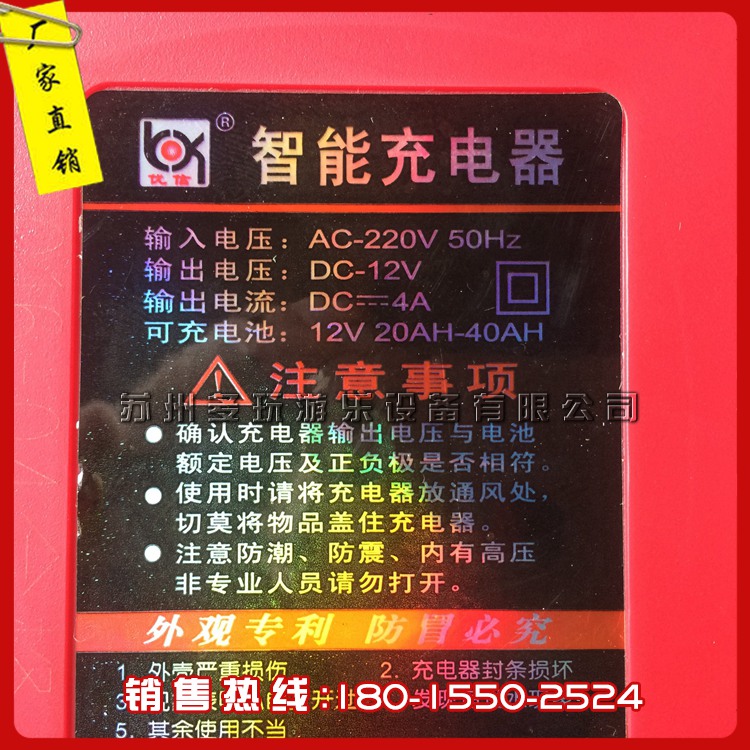 厂家直销
®
优信
智能充电器
输入电压：AC-220V 50Hz
输出电压：DC-12V
输出电流：DC⎓4A
可充电池：12V 20AH-40AH
注意事项
苏州多玩游乐设备有限公司
●确认充电器输出电压与电池
额定电压及正负极是否相符。
●使用时请将充电器放通风处，
切莫将物品盖住充电器。
●注意防潮、防震、内有高压
非专业人员请勿打开。
外观专利 防冒必究
1、外壳严重损伤 2、充电器封条损坏
销售热线:180-1550-2524
5、其余使用不当